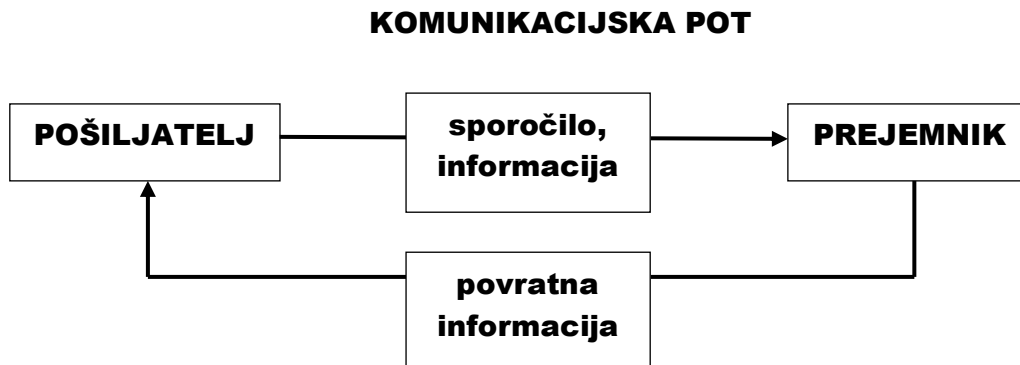 KOMUNIKACIJSKA POT
POŠILJATELJ
sporočilo,
informacija
PREJEMNIK
povratna
informacija